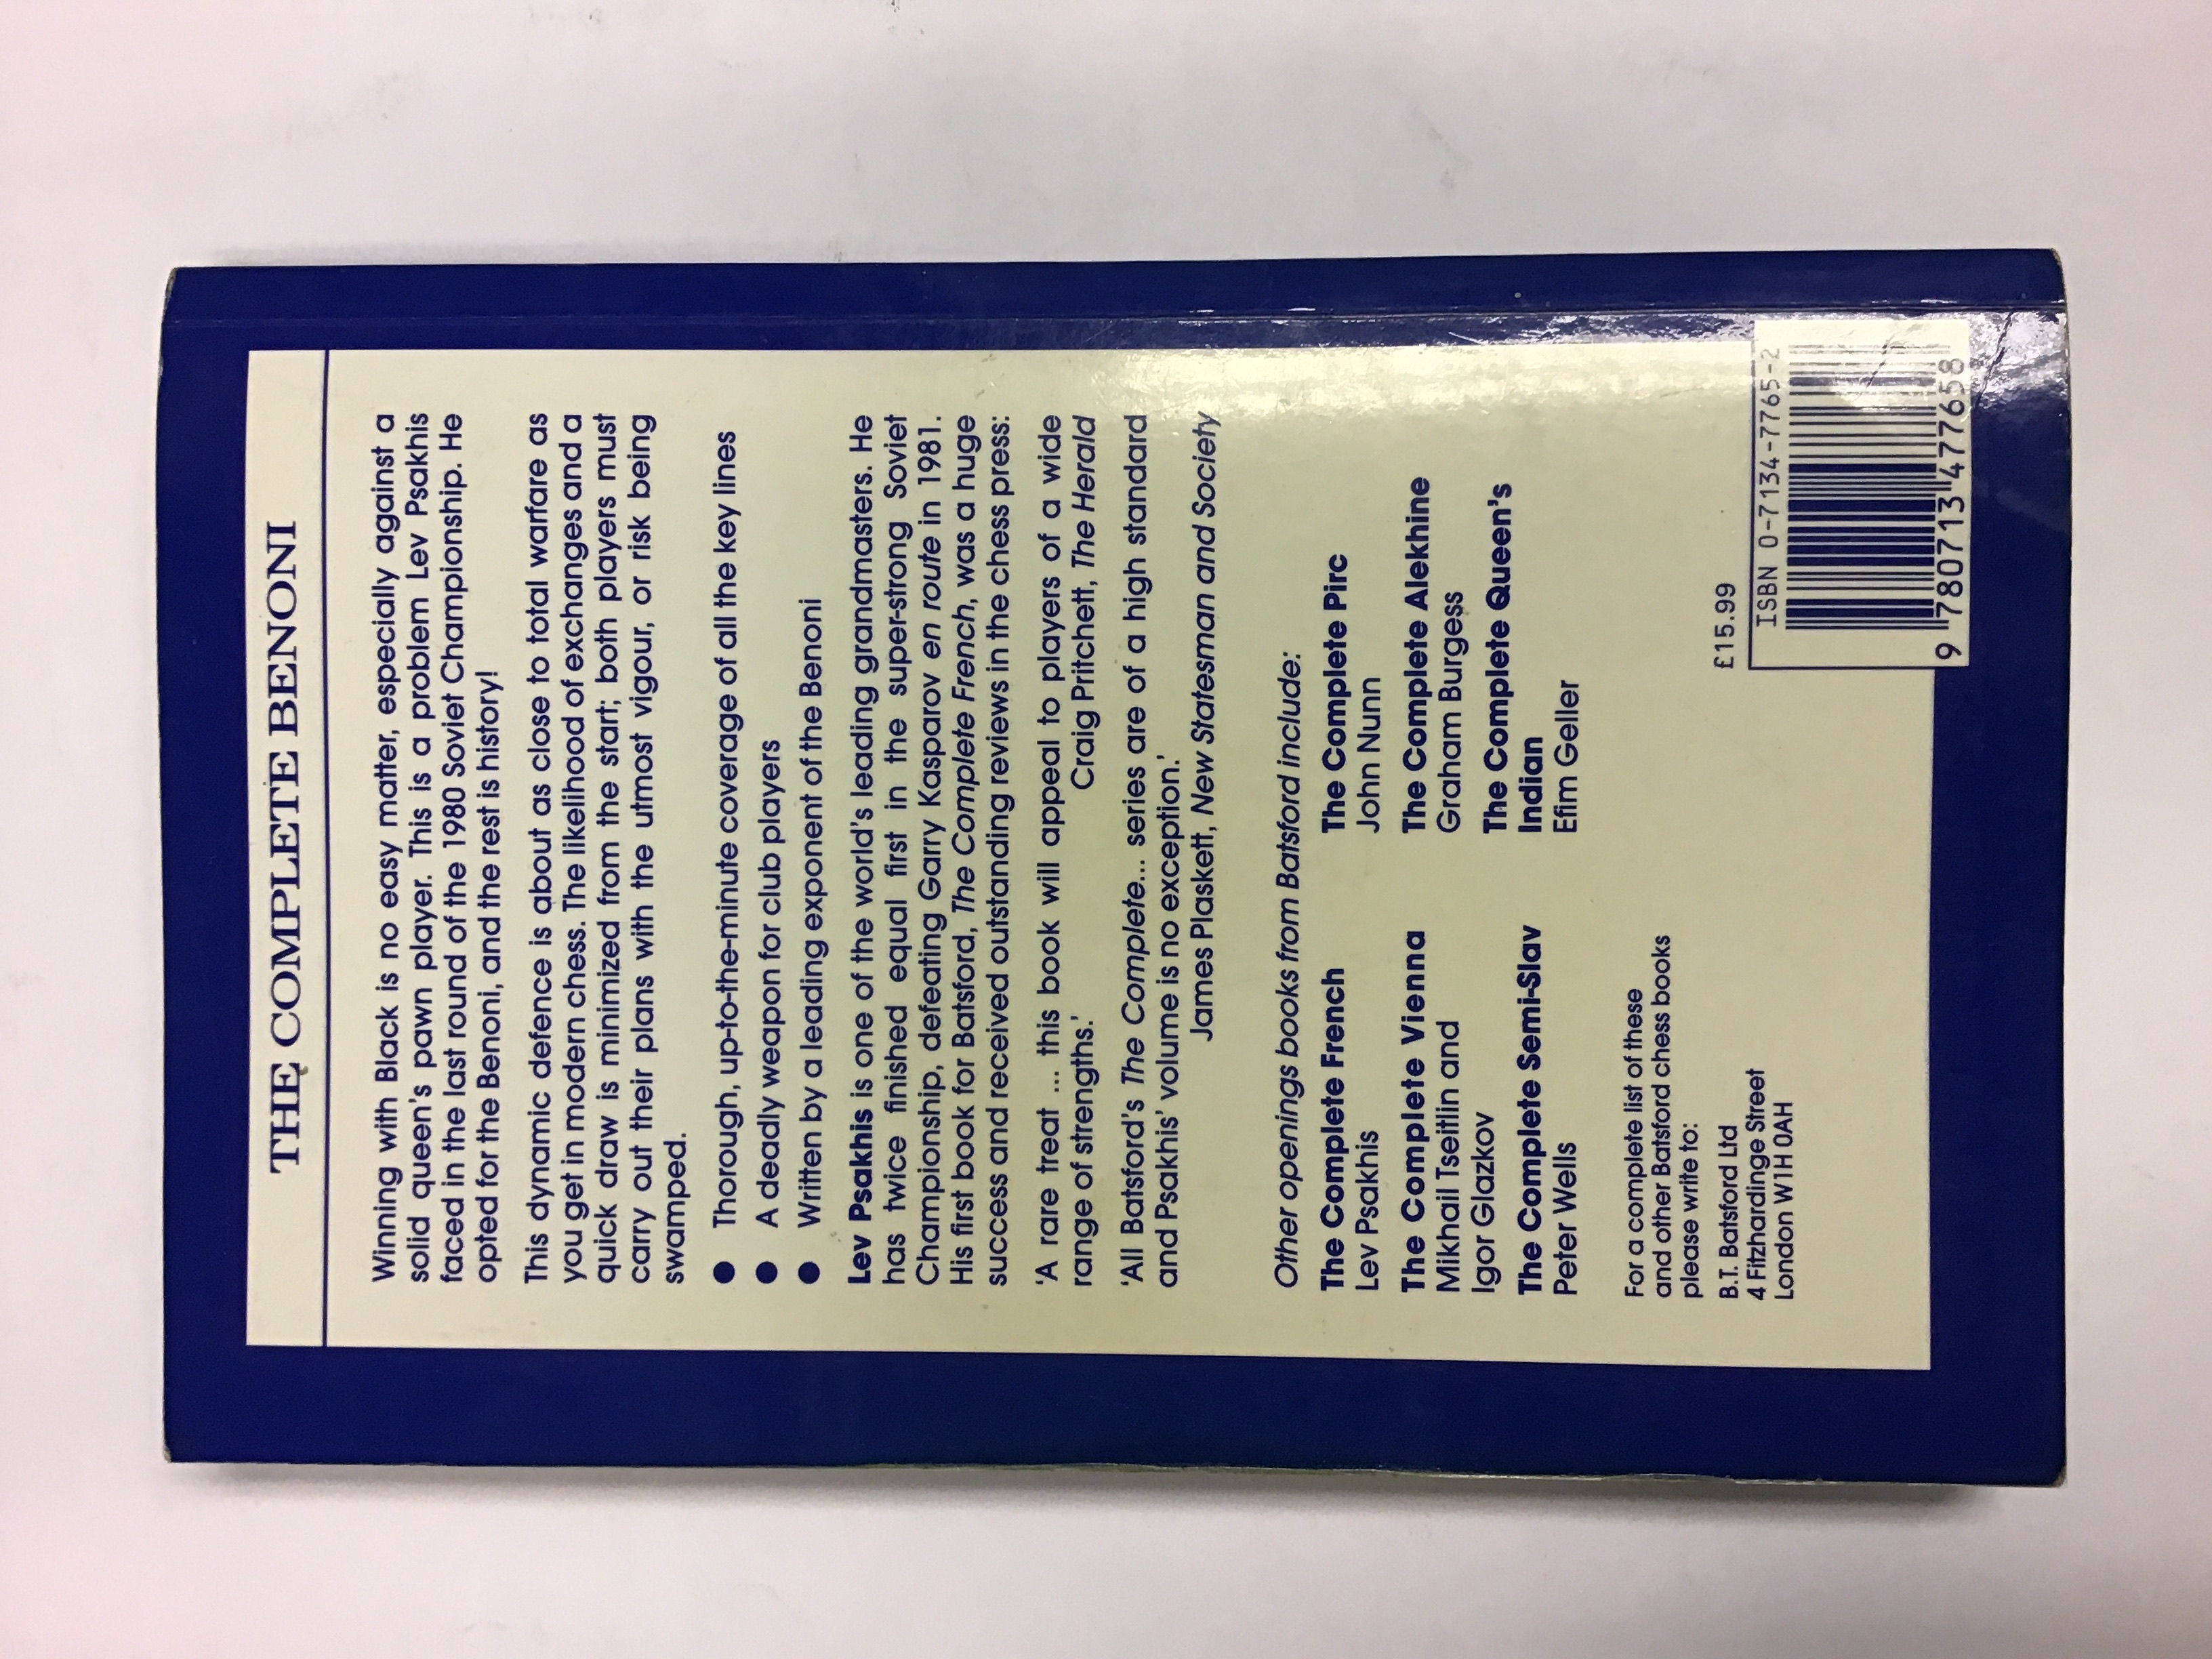 THE COMPLETE BENONI
Winning with Black is no easy matter, especially against a
solid queen's pawn player. This is a problem Lev Psakhis
faced in the last round of the 1980 Soviet Championship. He
opted for the Benoni, and the rest is history!
This dynamic defence is about as close to total warfare as
you get in modern chess. The likelihood of exchanges and a
quick draw is minimized from the start; both players must
carry out their plans with the utmost vigour, or risk being
swamped.
● Thorough, up-to-the-minute coverage of all the key lines
● A deadly weapon for club players
● Written by a leading exponent of the Benoni
Lev Psakhis is one of the world's leading grandmasters. He
has twice finished equal first in the super-strong Soviet
Championship, defeating Garry Kasparov en route in 1981.
His first book for Batsford, The Complete French, was a huge
success and received outstanding reviews in the chess press:
'A rare treat ... this book will appeal to players of a wide
range of strengths.'
Craig Pritchett, The Herald
'All Batsford's The Complete... series are of a high standard
and Psakhis' volume is no exception.'
James Plaskett, New Statesman and Society
Other openings books from Batsford include:
The Complete French
Lev Psakhis
The Complete Vienna
Mikhail Tseitlin and
Igor Glazkov
The Complete Semi-Slav
Peter Wells
The Complete Pirc
John Nunn
The Complete Alekhine
Graham Burgess
The Complete Queen's
Indian
Efim Geller
For a complete list of these
and other Batsford chess books
please write to:
B.T. Batsford Ltd
4 Fitzhardinge Street
London W1H 0AH
£15.99
ISBN 0-7134-7765-2
9 780713 477658